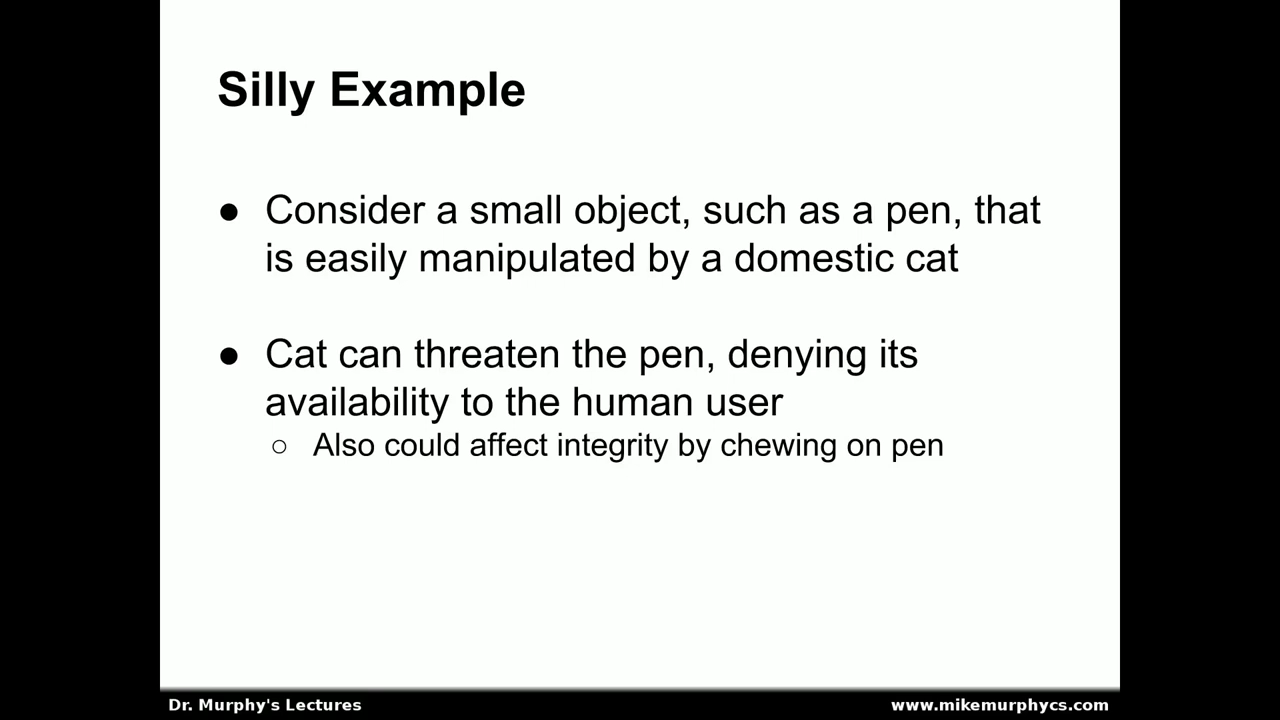 Silly Example
● Consider a small object, such as a pen, that
is easily manipulated by a domestic cat
● Cat can threaten the pen, denying its
availability to the human user
○ Also could affect integrity by chewing on pen
Dr. Murphy's Lectures
www.mikemurphycs.com